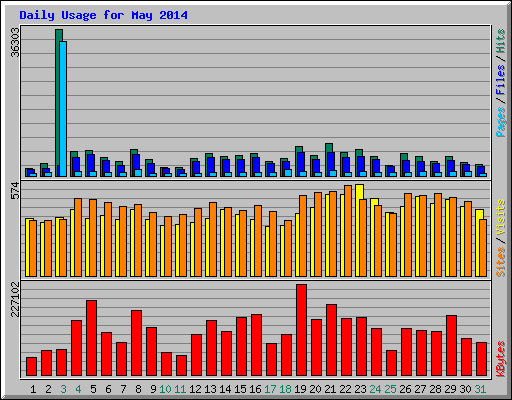 Daily Usage for May 2014
36303
Pages / Files / Hits
574
Sites / Visits
227102
KBytes
1 2 3 4 5 6 7 8 9 10 11 12 13 14 15 16 17 18 19 20 21 22 23 24 25 26 27 28 29 30 31